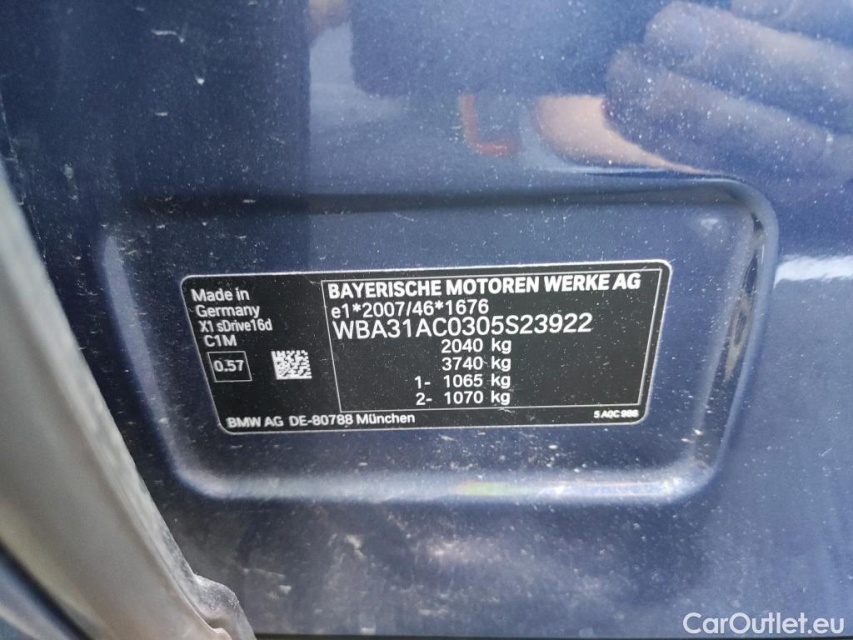 Made in
Germany
X1 sDrive16d
C1M
0.57
BAYERISCHE MOTOREN WERKE AG
e1*2007/46*1676
WBA31AC0305S23922
2040 kg
3740 kg
1- 1065 kg
2- 1070 kg
BMW AG DE-80788 München
5 AQC 986
CarOutlet.eu